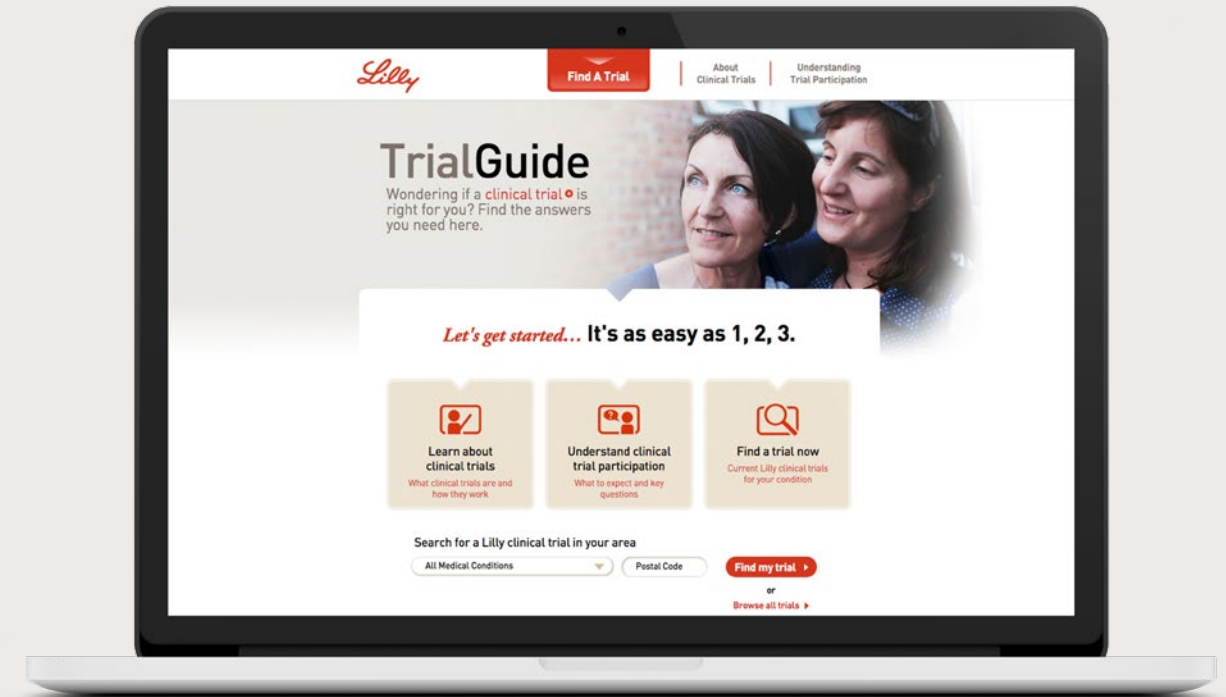 Lilly
Find A Trial
About
Clinical Trials
Understanding
Trial Participation
TrialGuide
Wondering if a clinical trial is
right for you? Find the answers
you need here.
Let's get started... It's as easy as 1, 2, 3.
Learn about
clinical trials
What clinical trials are and
how they work
Understand clinical
trial participation
What to expect and key
questions
Find a trial now
Current Lilly clinical trials
for your condition
Search for a Lilly clinical trial in your area
All Medical Conditions
Postal Code
Find my trial
or
Browse all trials